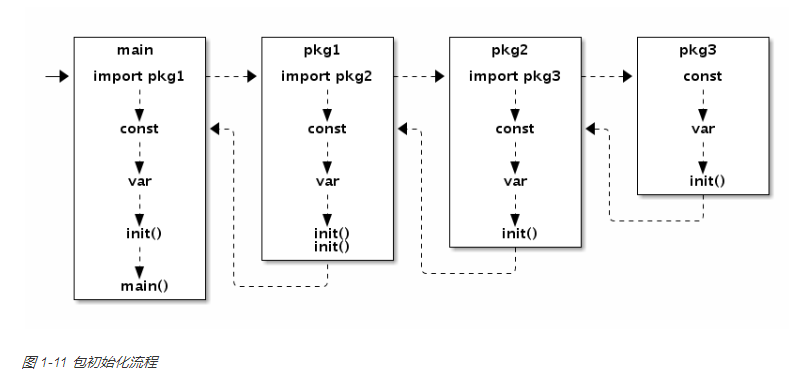 main
import pkg1
const
var
init()
main()
pkg1
import pkg2
const
var
init()
init()
pkg2
import pkg3
const
var
init()
pkg3
const
var
init()
图 1-11 包初始化流程